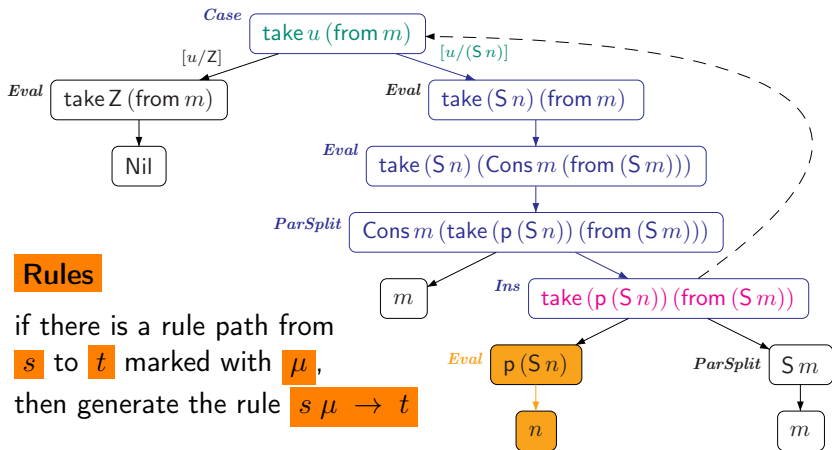 Case
take u (from m)
[u/Z]
[u/(S n)]
Eval
take Z (from m)
Eval
take (S n) (from m)
Nil
Eval
take (S n) (Cons m (from (S m)))
ParSplit
Cons m (take (p (S n)) (from (S m)))
Rules
m
Ins
take (p (S n)) (from (S m))
if there is a rule path from
s to t marked with μ,
then generate the rule s μ → t
Eval
p (S n)
ParSplit
S m
n
m